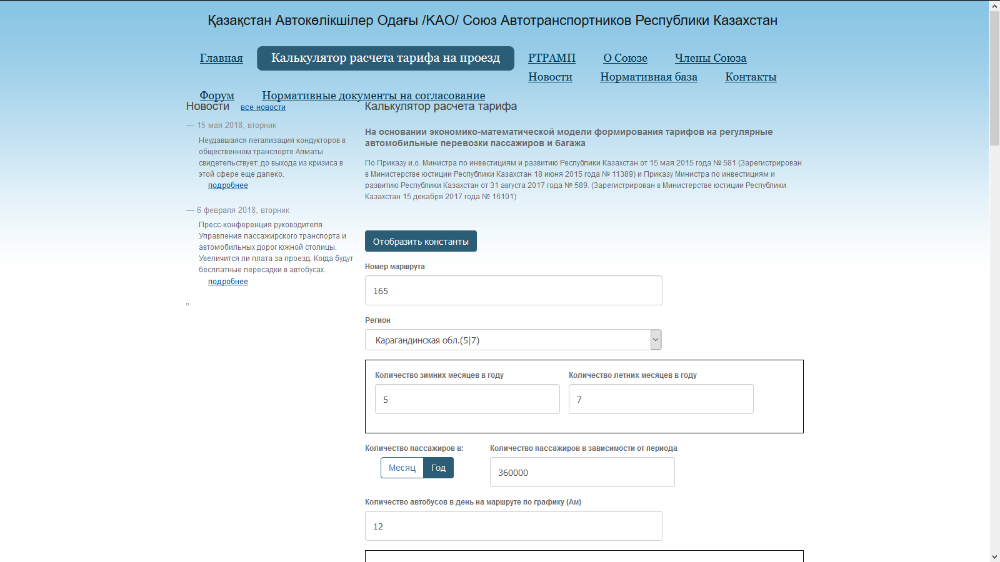 Қазақстан Автокөлікшілер Одағы /ҚАО/ Союз Автотранспортников Республики Казахстан
Главная
Калькулятор расчета тарифа на проезд
РТРАМП
О Союзе
Члены Союза
Новости
Нормативная база
Контакты
Форум
Нормативные документы на согласование
Новости все новости
— 15 мая 2018, вторник
Неудавшаяся легализация кондукторов в
общественном транспорте Алматы
свидетельствует: до выхода из кризиса в
этой сфере еще далеко.
подробнее
— 6 февраля 2018, вторник
Пресс-конференция руководителя
Управления пассажирского транспорта и
автомобильных дорог южной столицы.
Увеличится ли плата за проезд. Когда будут
бесплатные пересадки в автобусах.
подробнее
Калькулятор расчета тарифа
На основании экономико-математической модели формирования тарифов на регулярные
автомобильные перевозки пассажиров и багажа
По Приказу и.о. Министра по инвестициям и развитию Республики Казахстан от 15 мая 2015 года № 581 (Зарегистрирован
в Министерстве юстиции Республики Казахстан 18 июня 2015 года № 11389) и Приказу Министра по инвестициям и
развитию Республики Казахстан от 31 августа 2017 года № 589. (Зарегистрирован в Министерстве юстиции Республики
Казахстан 15 декабря 2017 года № 16101)
Отобразить константы
Номер маршрута
165
Регион
Карагандинская обл.(5|7)
Количество зимних месяцев в году
5
Количество летних месяцев в году
7
Количество пассажиров в:
Месяц Год
Количество пассажиров в зависимости от периода
360000
Количество автобусов в день на маршруте по графику (Ам)
12